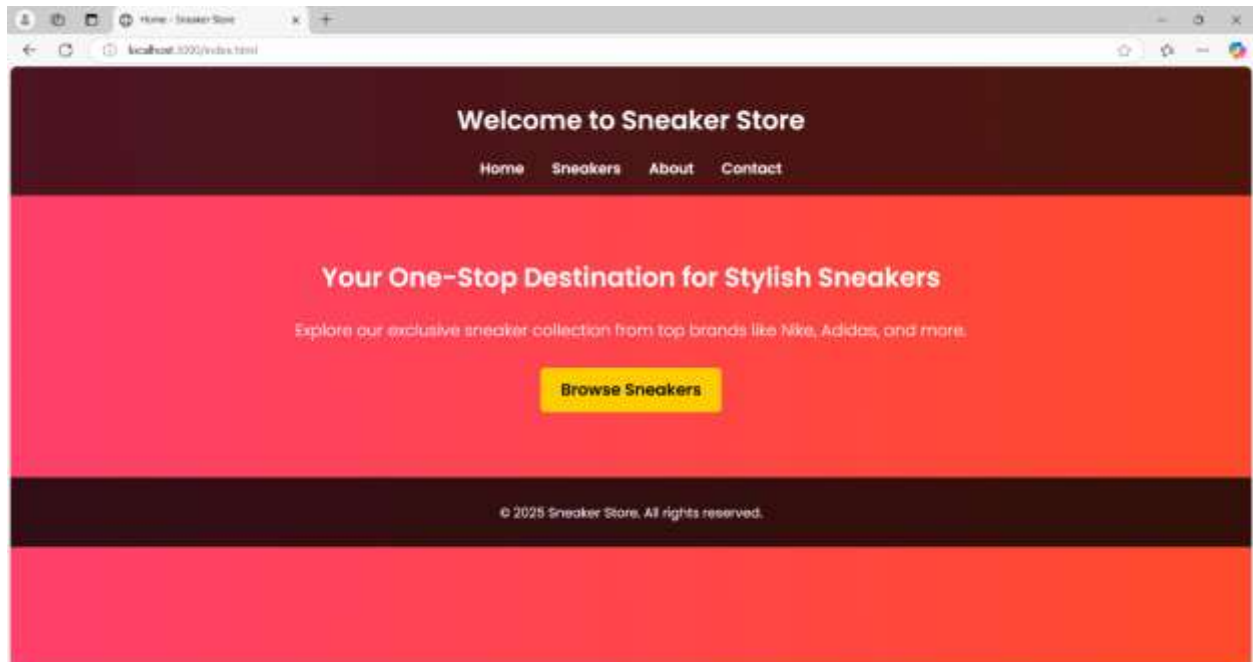 Home - Sneaker Store
localhost:3000/index.html
Welcome to Sneaker Store
Home Sneakers About Contact
Your One-Stop Destination for Stylish Sneakers
Explore our exclusive sneaker collection from top brands like Nike, Adidas, and more.
Browse Sneakers
© 2025 Sneaker Store. All rights reserved.